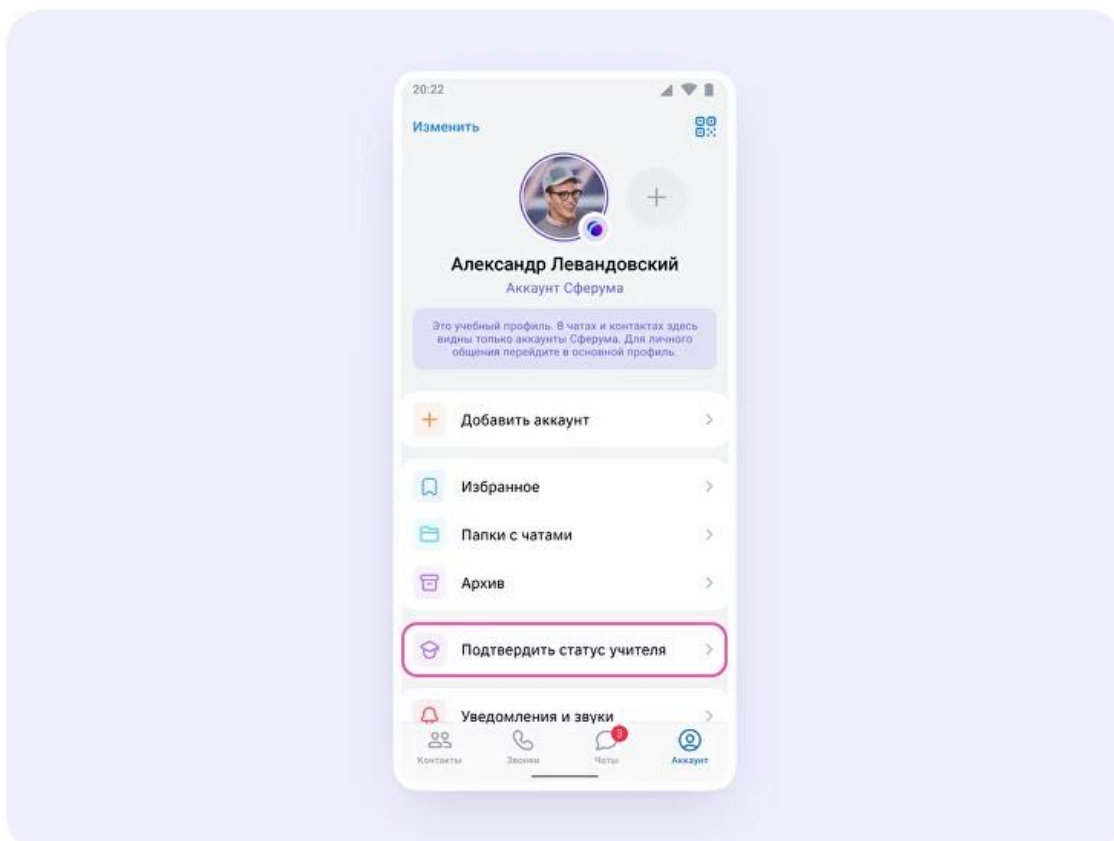 20:22
Изменить
Александр Левандовский
Аккаунт Сферума
Это учебный профиль. В чатах и контактах здесь
видны только аккаунты Сферума. Для личного
общения перейдите в основной профиль
Добавить аккаунт
Избранное
Папки с чатами
Архив
Подтвердить статус учителя
Уведомления и звуки
3
Контакты
Звонки
Чаты
Аккаунт